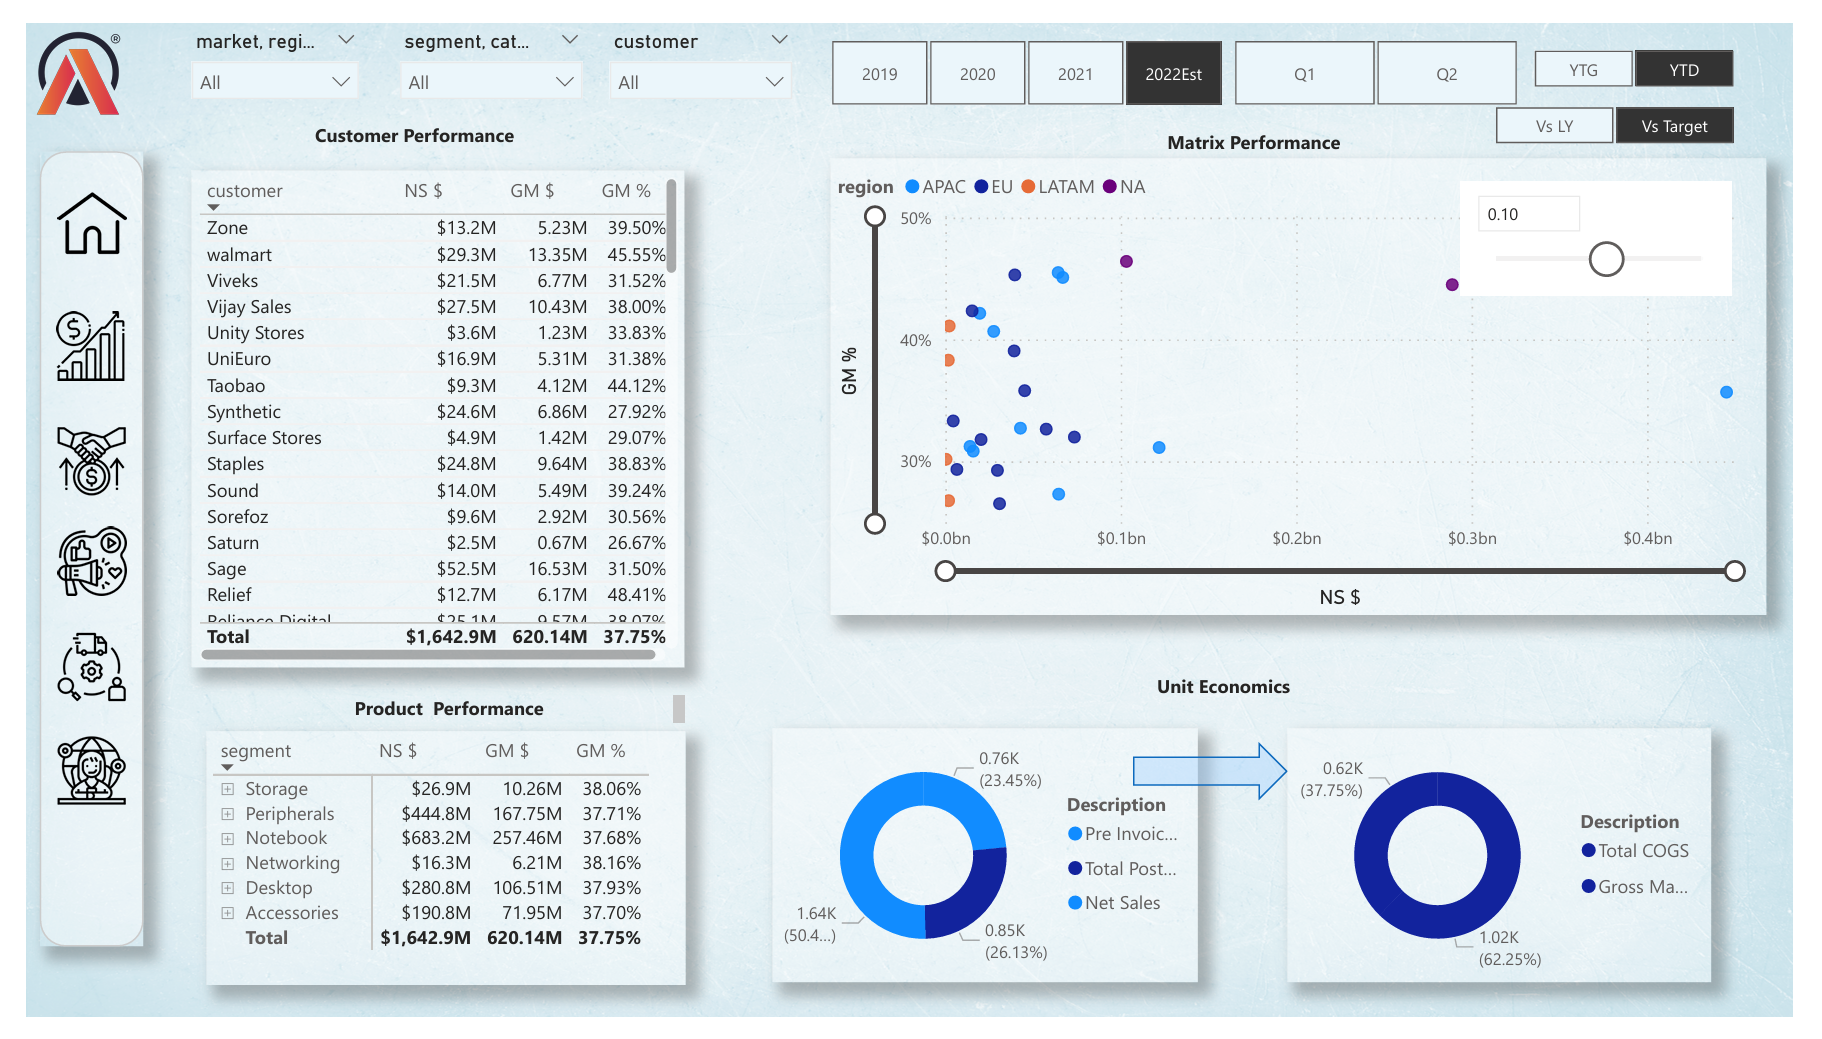 ®
market, regi...
segment, cat...
customer
All
All
All
2019
2020
2021
2022Est
Q1
Q2
YTG
YTD
Vs LY
Vs Target
Customer Performance
customer NS $ GM $ GM %
Zone $13.2M 5.23M 39.50%
walmart $29.3M 13.35M 45.55%
Viveks $21.5M 6.77M 31.52%
Vijay Sales $27.5M 10.43M 38.00%
Unity Stores $3.6M 1.23M 33.83%
UniEuro $16.9M 5.31M 31.38%
Taobao $9.3M 4.12M 44.12%
Synthetic $24.6M 6.86M 27.92%
Surface Stores $4.9M 1.42M 29.07%
Staples $24.8M 9.64M 38.83%
Sound $14.0M 5.49M 39.24%
Sorefoz $9.6M 2.92M 30.56%
Saturn $2.5M 0.67M 26.67%
Sage $52.5M 16.53M 31.50%
Relief $12.7M 6.17M 48.41%
Reliance Digital $25.1M 9.57M 38.07%
Total $1,642.9M 620.14M 37.75%
Matrix Performance
region APAC EU LATAM NA
0.10
50%
40%
30%
GM %
$0.0bn $0.1bn $0.2bn $0.3bn $0.4bn
NS $
Product Performance
segment NS $ GM $ GM %
Storage $26.9M 10.26M 38.06%
Peripherals $444.8M 167.75M 37.71%
Notebook $683.2M 257.46M 37.68%
Networking $16.3M 6.21M 38.16%
Desktop $280.8M 106.51M 37.93%
Accessories $190.8M 71.95M 37.70%
Total $1,642.9M 620.14M 37.75%
Unit Economics
0.76K
(23.45%)
1.64K
(50.4...)
0.85K
(26.13%)
Description
Pre Invoic...
Total Post...
Net Sales
0.62K
(37.75%)
1.02K
(62.25%)
Description
Total COGS
Gross Ma...